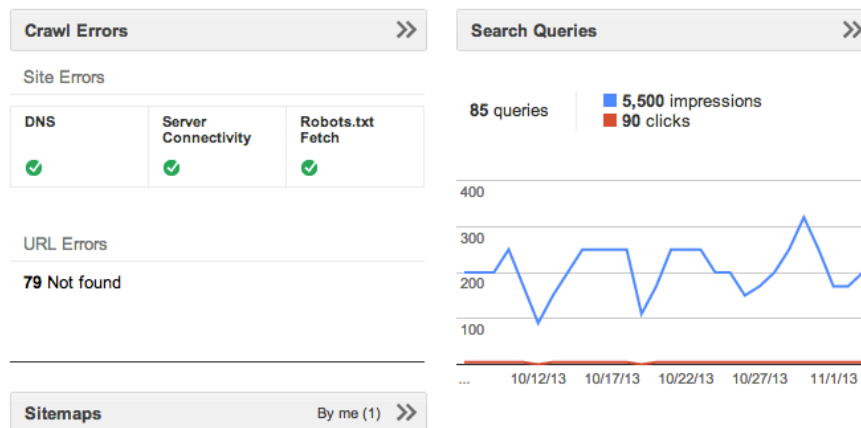 Crawl Errors
Site Errors
DNS
Server
Connectivity
Robots.txt
Fetch
URL Errors
79 Not found
Sitemaps
By me (1)
Search Queries
85 queries
5,500 impressions
90 clicks
400
300
200
100
... 10/12/13 10/17/13 10/22/13 10/27/13 11/1/13